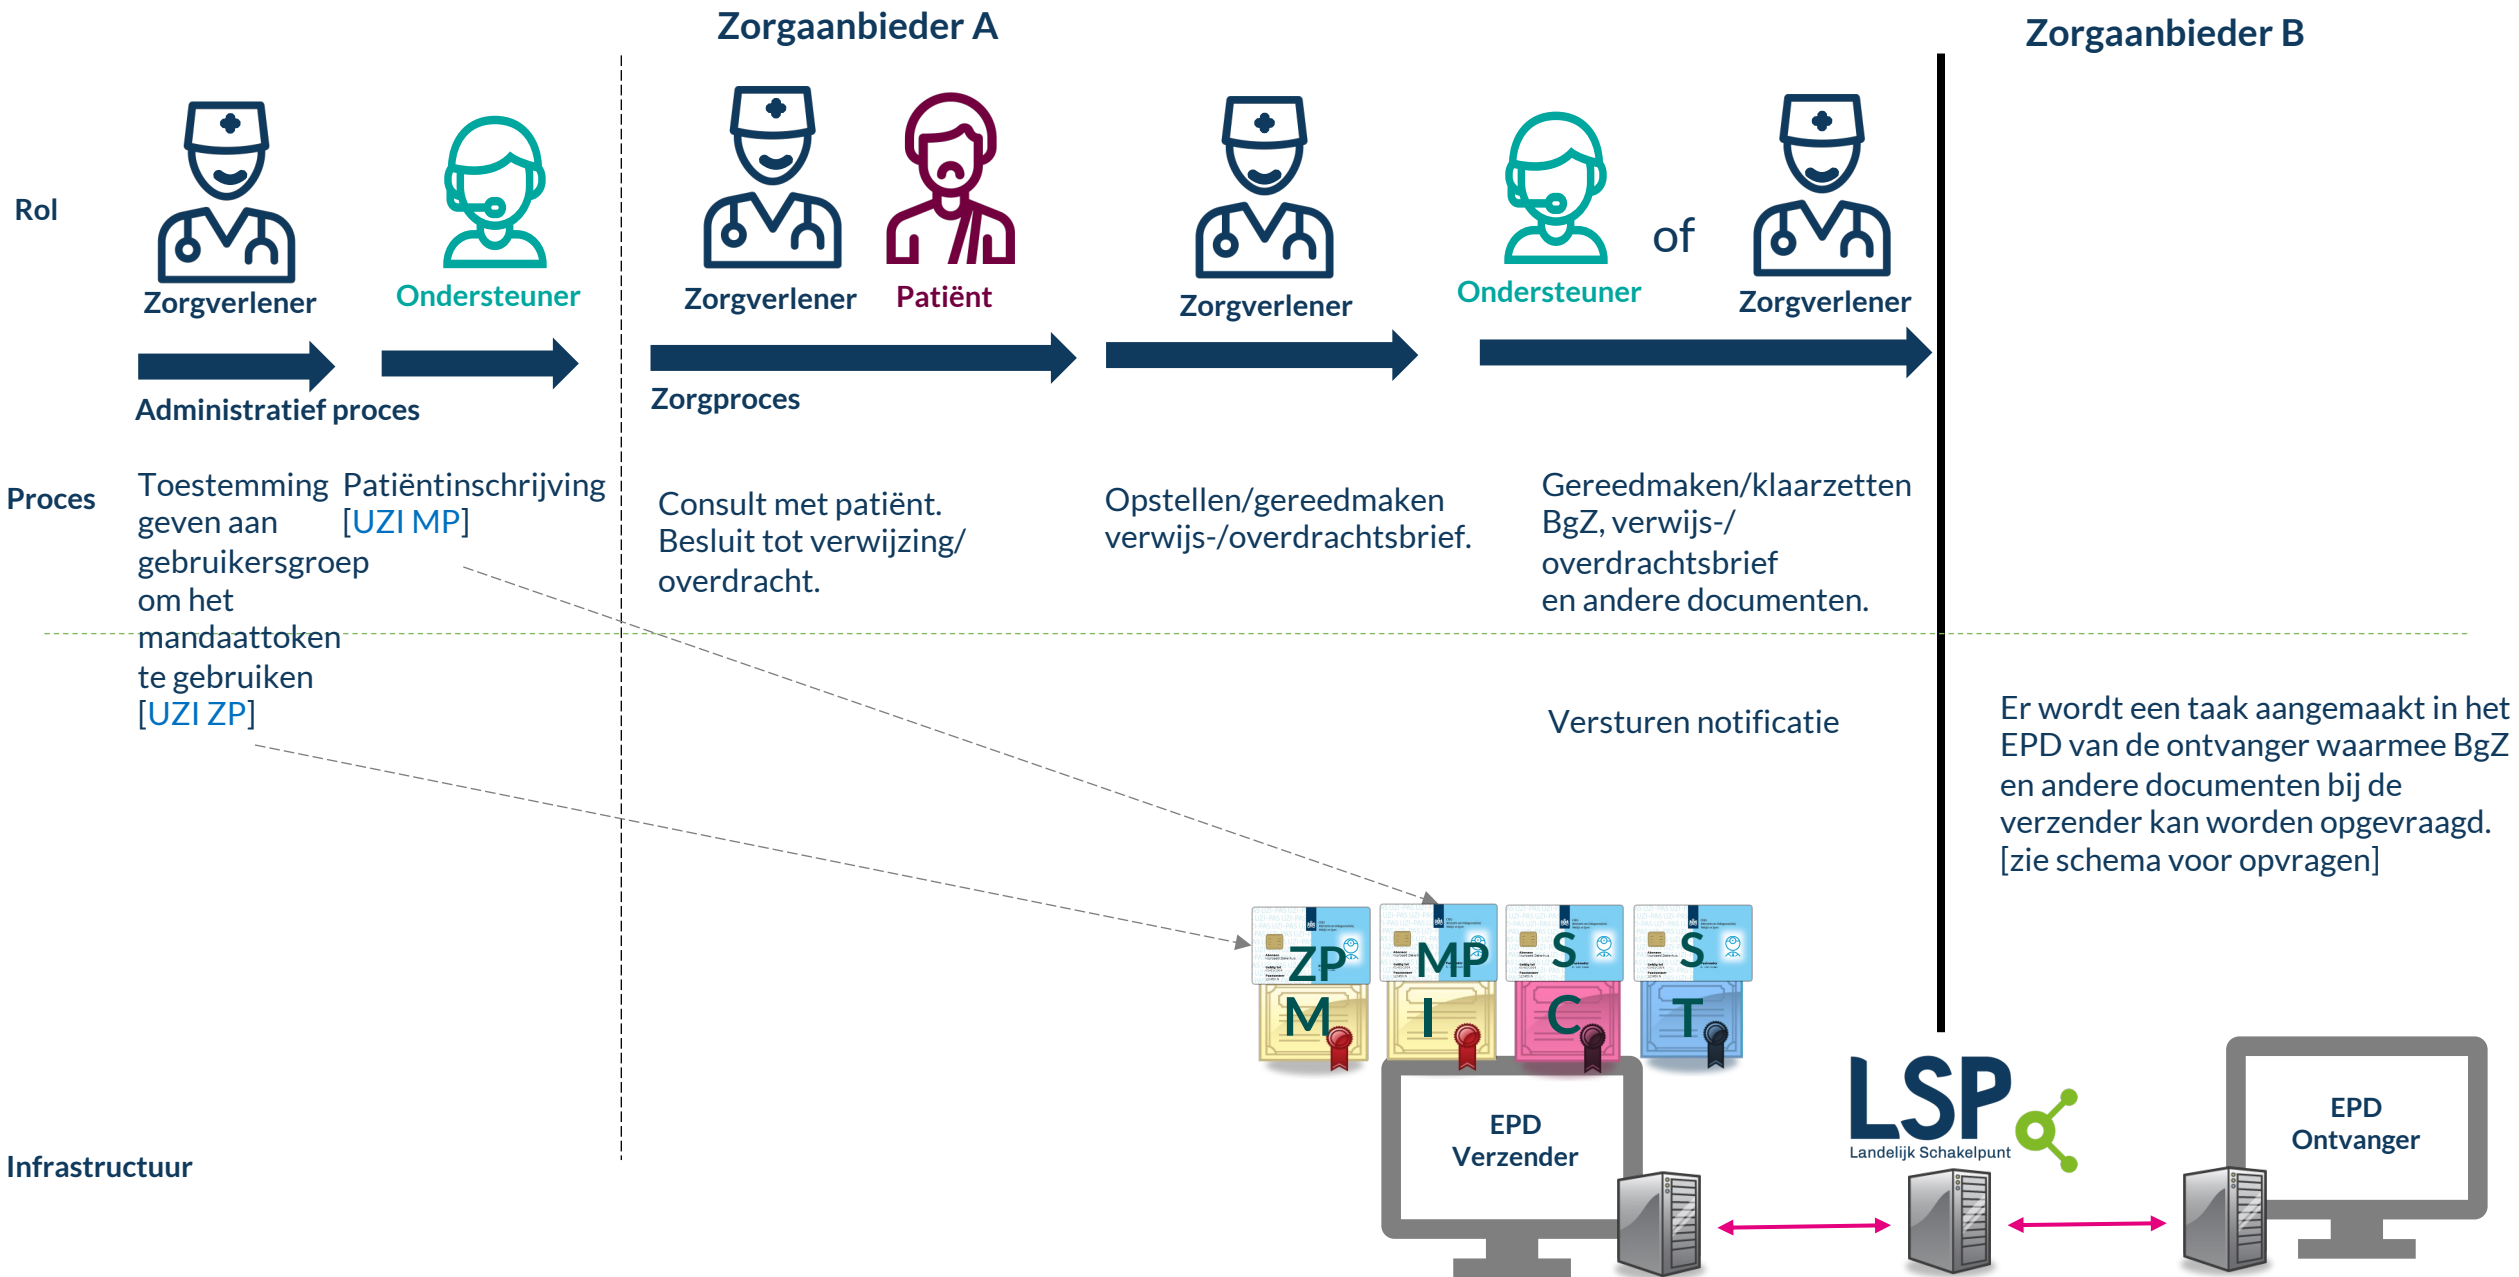 Zorgaanbieder A
Zorgaanbieder B
Rol
Zorgverlener
Ondersteuner
Zorgverlener
Patiënt
Zorgverlener
Ondersteuner
of
Zorgverlener
Administratief proces
Zorgproces
Proces
Toestemming
geven aan
gebruikersgroep
om het
mandaattoken
te gebruiken
[UZI ZP]
Patiëntinschrijving
[UZI MP]
Consult met patiënt.
Besluit tot verwijzing/
overdracht.
Opstellen/gereedmaken
verwijs-/overdrachtsbrief.
Gereedmaken/klaarzetten
BgZ, verwijs-/
overdrachtsbrief
en andere documenten.
Versturen notificatie
Er wordt een taak aangemaakt in het
EPD van de ontvanger waarmee BgZ
en andere documenten bij de
verzender kan worden opgevraagd.
[zie schema voor opvragen]
ZP
M
MP
I
S
C
S
T
Infrastructuur
EPD
Verzender
LSP
Landelijk Schakelpunt
EPD
Ontvanger